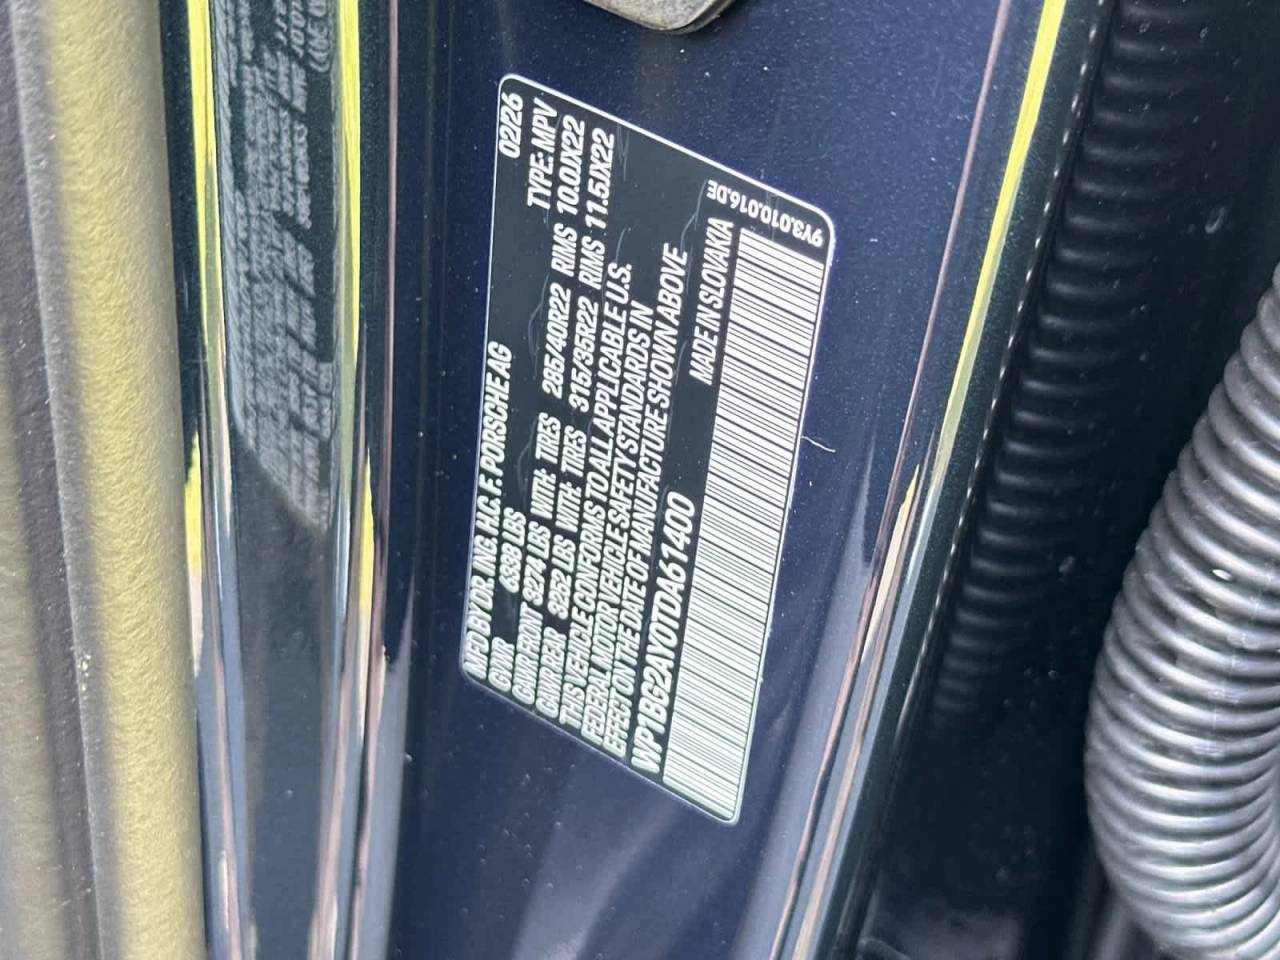 MFD BY DR. ING. H.C. F. PORSCHE AG 02/26
GVWR 6338 LBS TYPE: MPV
GAWR FRONT 3274 LBS WITH: TIRES 285/40R22 RIMS 10.0JX22
GAWR REAR 3252 LBS WITH: TIRES 315/35R22 RIMS 11.5JX22
THIS VEHICLE CONFORMS TO ALL APPLICABLE U.S.
FEDERAL MOTOR VEHICLE SAFETY STANDARDS IN
EFFECT ON THE DATE OF MANUFACTURE SHOWN ABOVE
WP1BG2AY0TDA61400 MADE IN SLOVAKIA
9Y3.010.016.DE